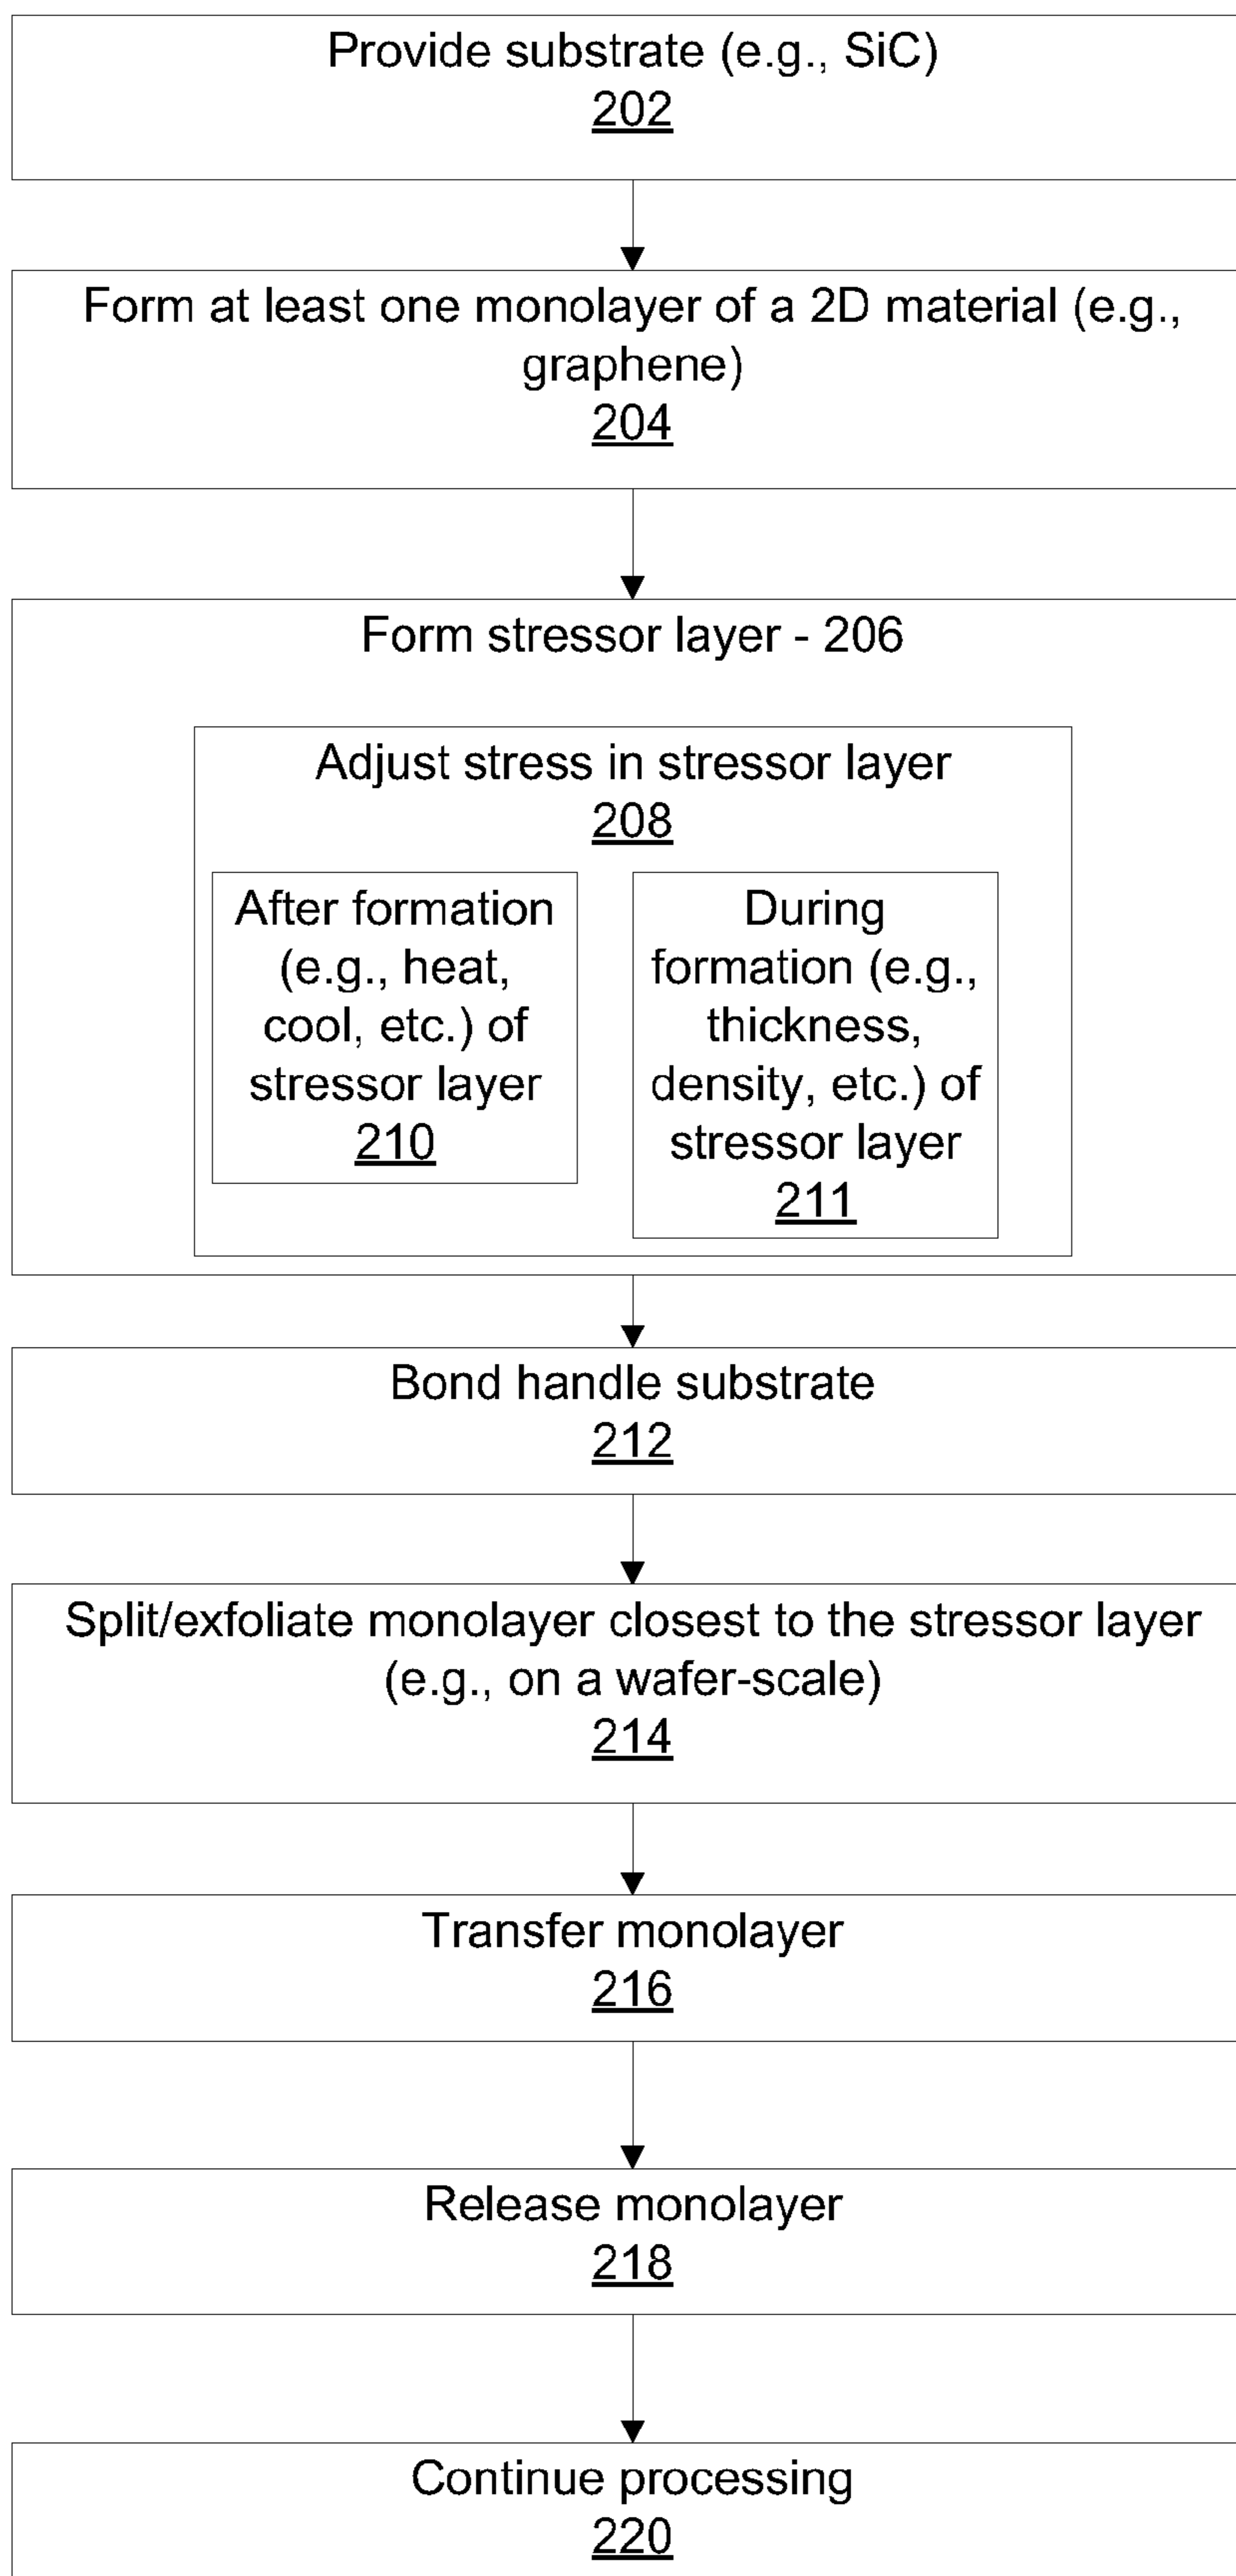 Provide substrate (e.g., SiC)
202
Form at least one monolayer of a 2D material (e.g.,
graphene)
204
Form stressor layer - 206
Adjust stress in stressor layer
208
After formation
(e.g., heat,
cool, etc.) of
stressor layer
210
During
formation (e.g.,
thickness,
density, etc.) of
stressor layer
211
Bond handle substrate
212
Split/exfoliate monolayer closest to the stressor layer
(e.g., on a wafer-scale)
214
Transfer monolayer
216
Release monolayer
218
Continue processing
220